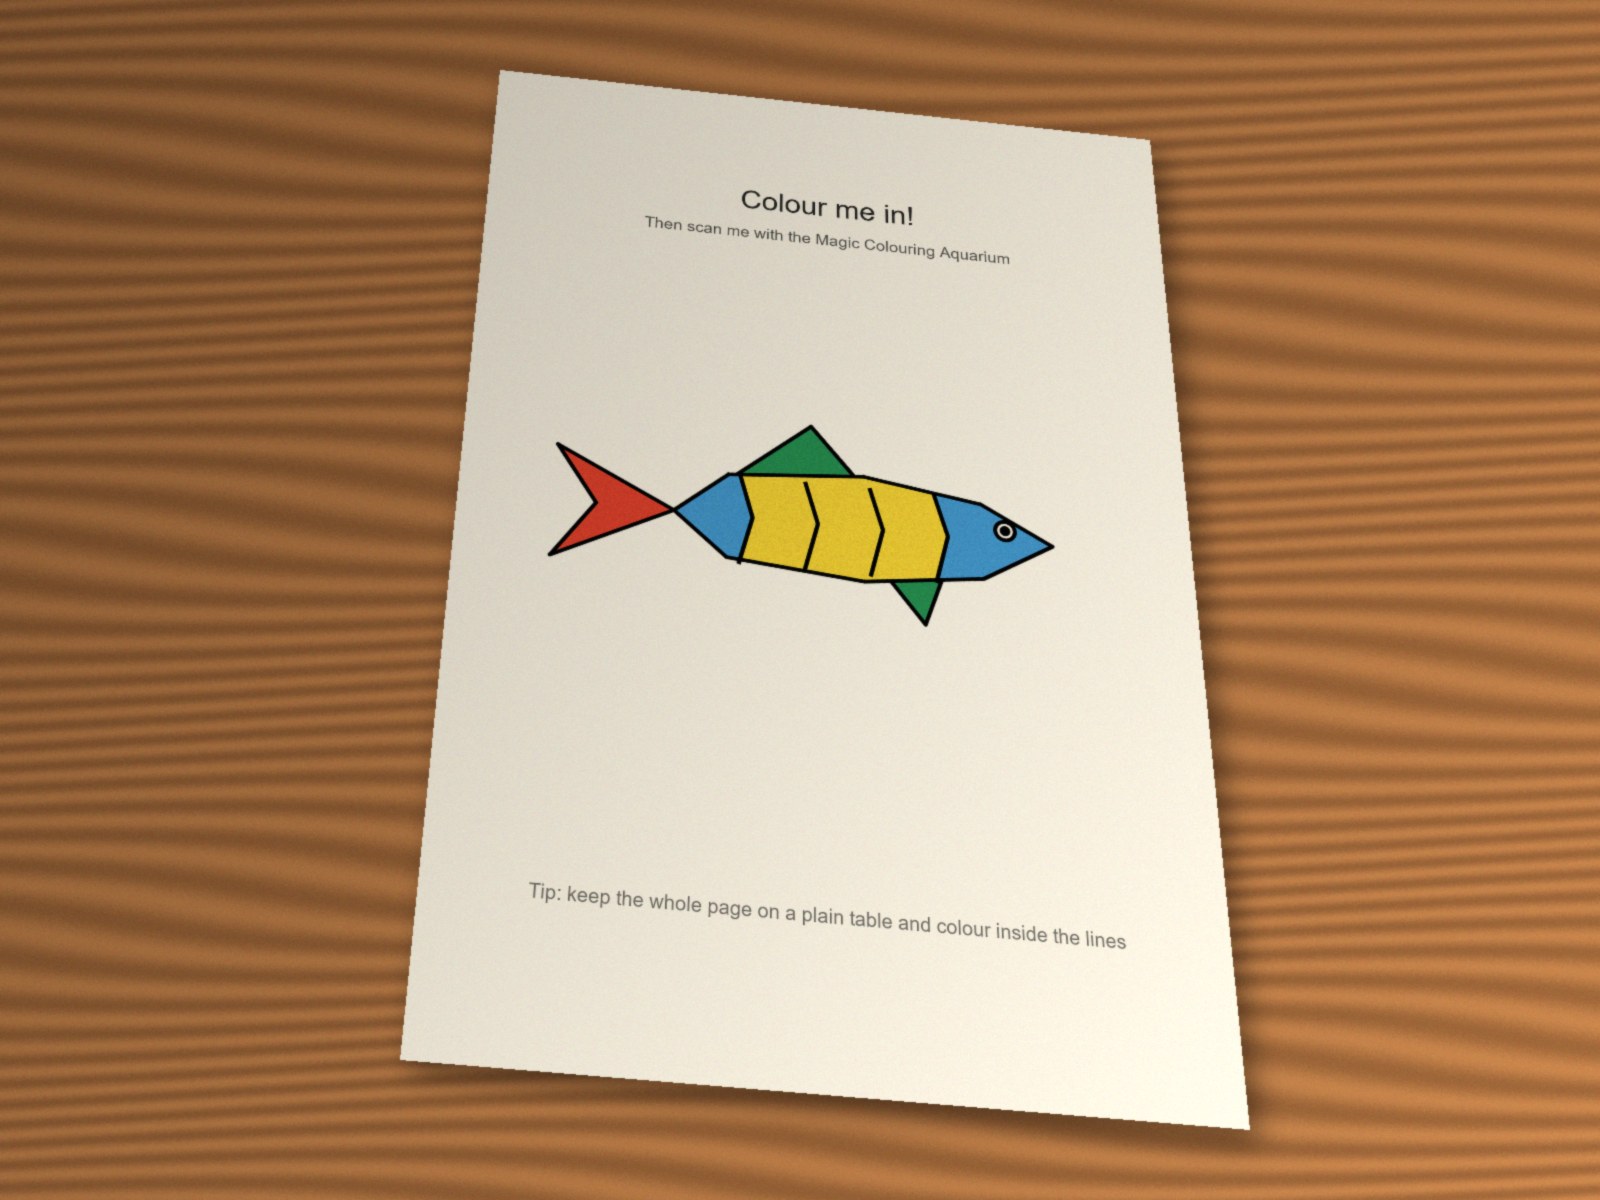 Colour me in!
Then scan me with the Magic Colouring Aquarium
Tip: keep the whole page on a plain table and colour inside the lines